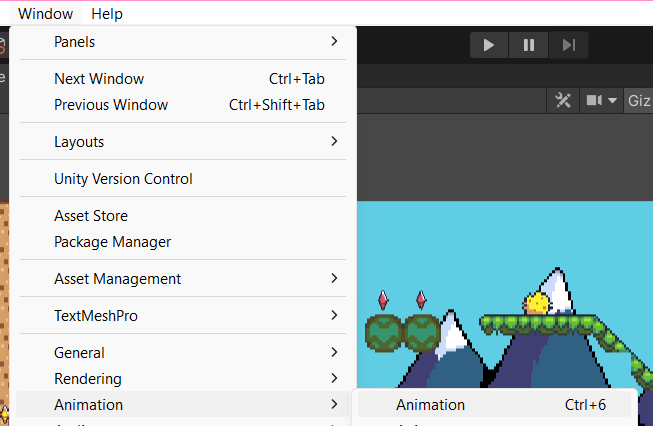 Window Help
Panels
Next Window Ctrl+Tab
Previous Window Ctrl+Shift+Tab
Layouts
Unity Version Control
Asset Store
Package Manager
Asset Management
TextMeshPro
General
Rendering
Animation
Animation Ctrl+6
Giz